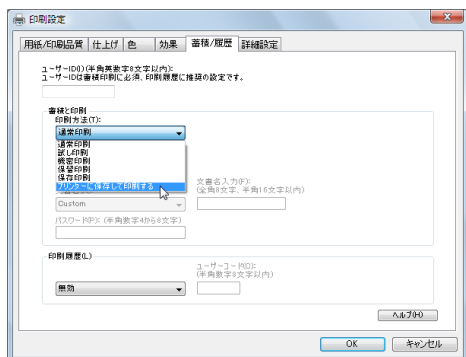 印刷設定
用紙/印刷品質 仕上げ 色 効果 蓄積/履歴 詳細設定
ユーザーID(I)(半角英数字8文字以内):
ユーザーIDは蓄積印刷に必須、印刷履歴に推奨の設定です。
蓄積と印刷
印刷方法(T):
通常印刷
通常印刷
試し印刷
機密印刷
保留印刷
保存印刷
プリンターに保存して印刷する
文書名入力(F):
(全角8文字、半角16文字以内)
Custom
パスワード(P): (半角数字4から8文字)
印刷履歴(L)
ユーザーコード(O):
(半角数字8文字以内)
無効
ヘルプ(H)
OK キャンセル